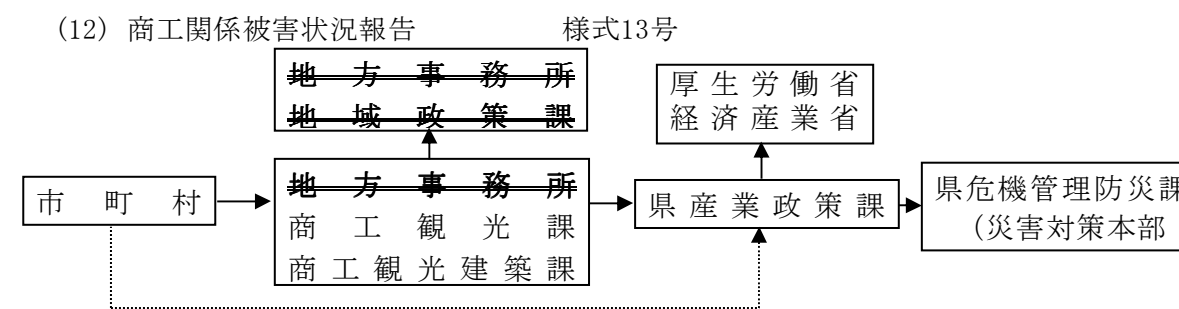 (12) 商工関係被害状況報告　様式13号
地方事務所
地域政策課
厚生労働省
経済産業省
市町村
地方事務所
商工観光課
商工観光建築課
県産業政策課
県危機管理防災課
(災害対策本部